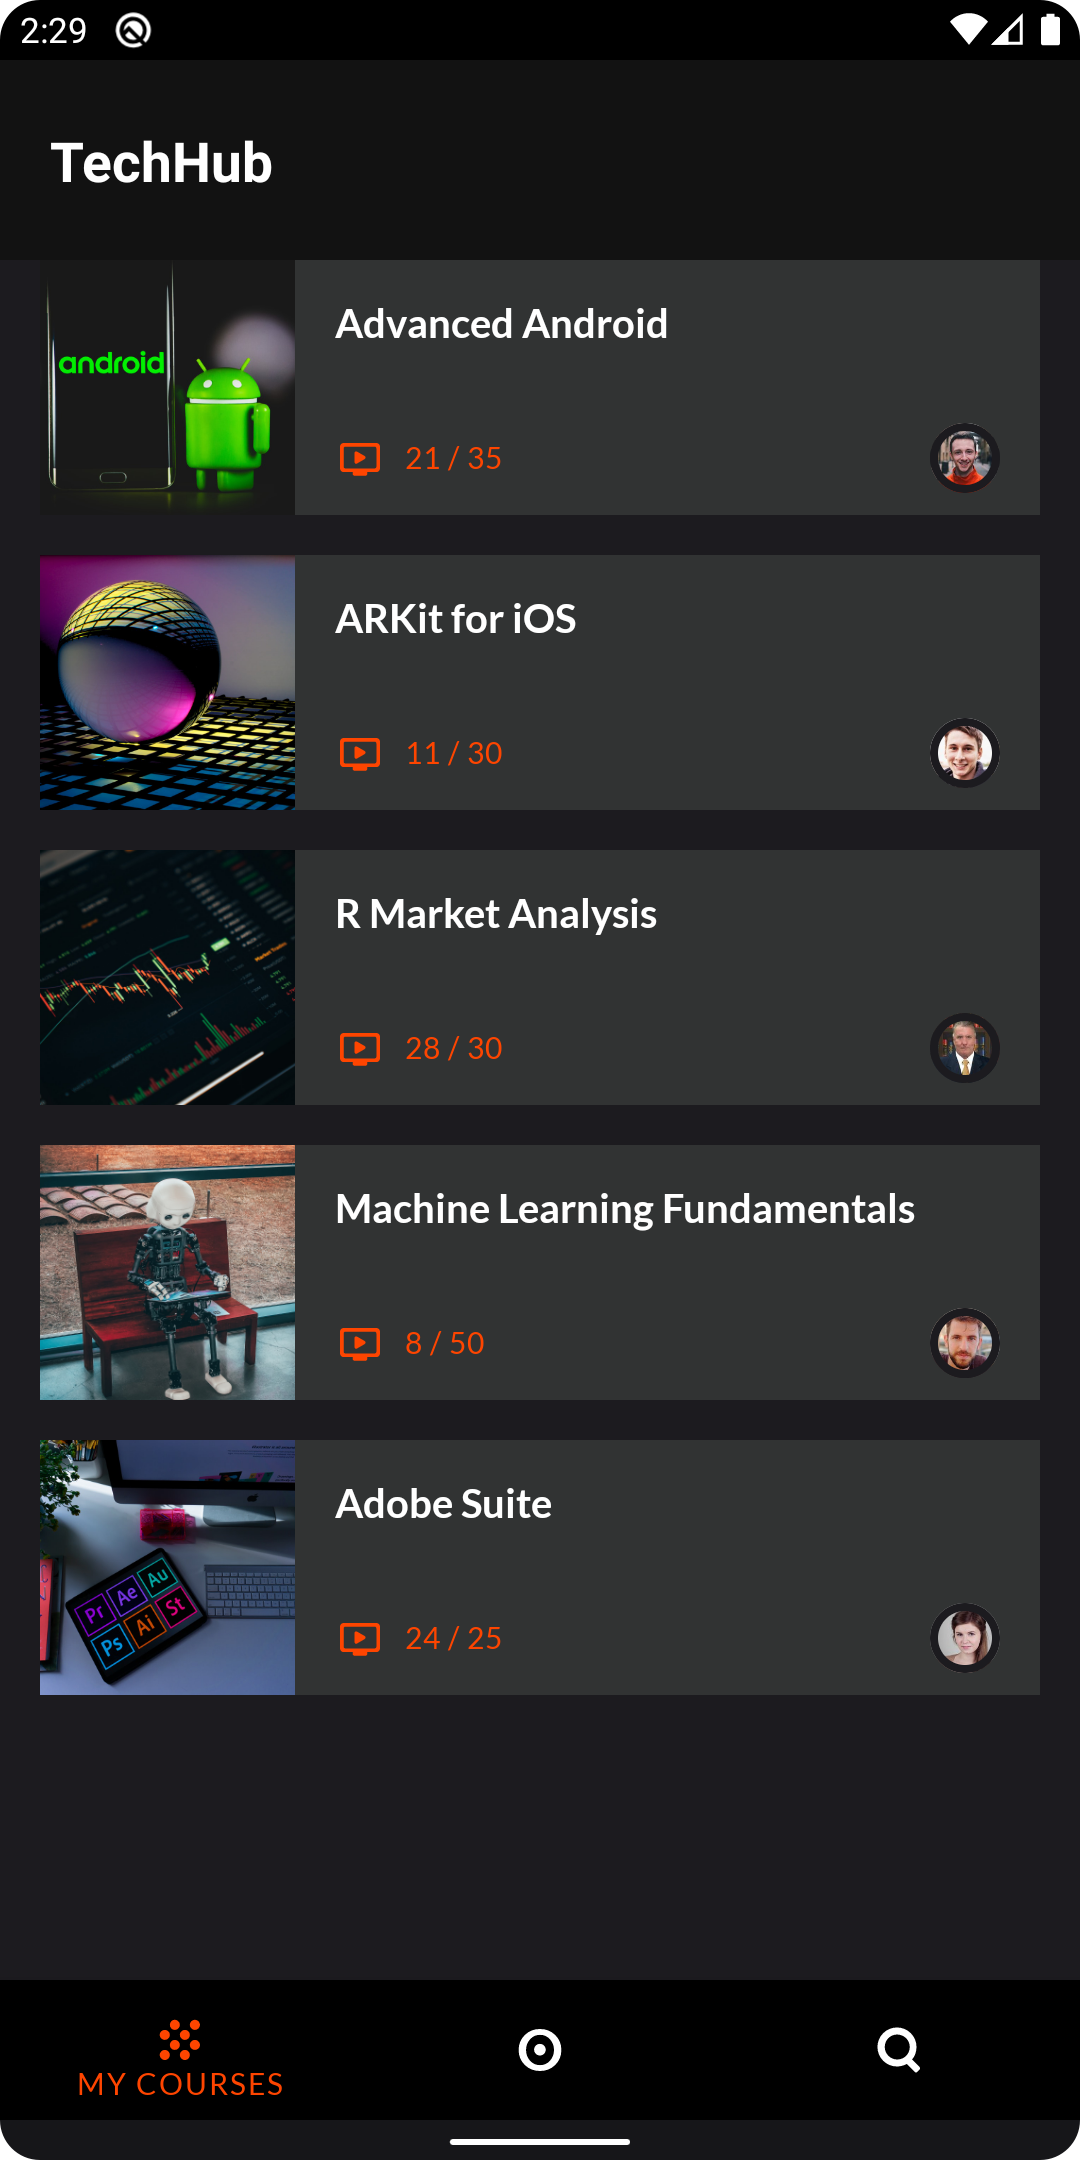 2:29
TechHub
android
Advanced Android
21 / 35
ARKit for iOS
11 / 30
R Market Analysis
28 / 30
Machine Learning Fundamentals
8 / 50
Adobe Suite
Pr Ae Au
Ps Ai St
24 / 25
MY COURSES